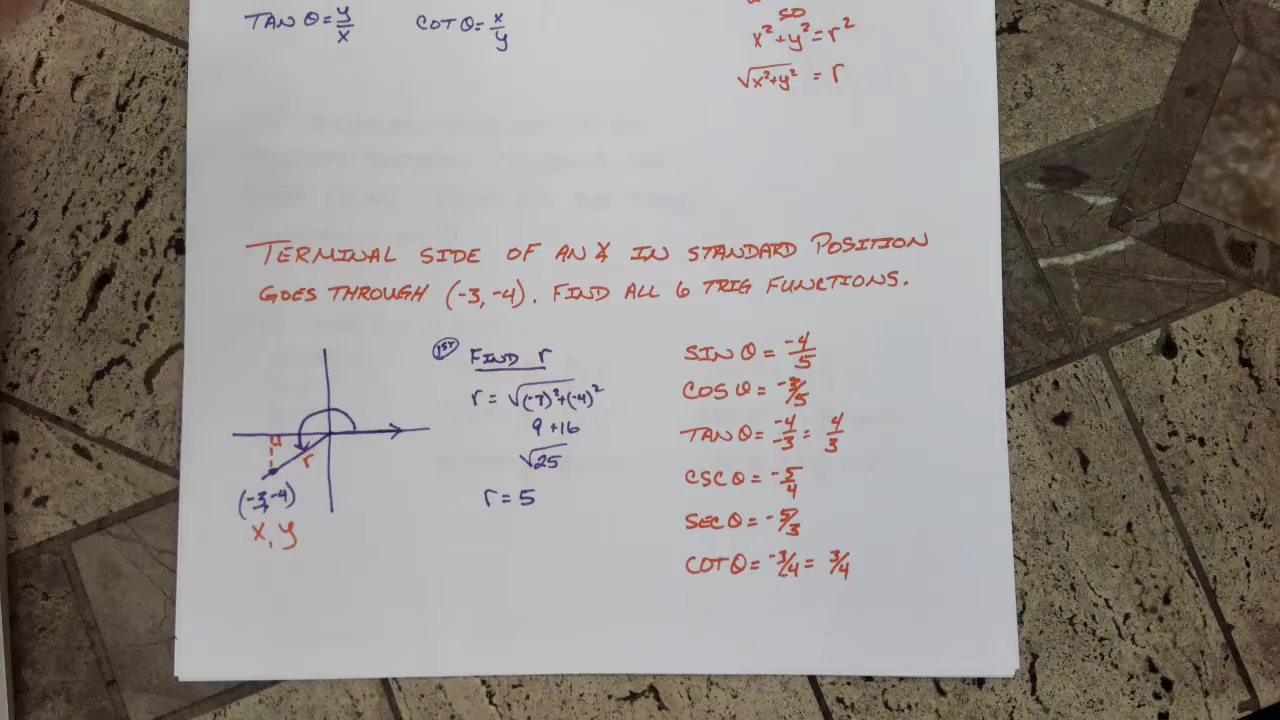 TAN θ = y/x COT θ = x/y
SO
x² + y² = r²
√x²+y² = r
TERMINAL SIDE OF AN ∡ IN STANDARD POSITION
GOES THROUGH (-3, -4). FIND ALL 6 TRIG FUNCTIONS.
r
(-3, -4)
x, y
1ST FIND r
r = √(-3)²+(-4)²
9 + 16
√25
r = 5
SIN θ = -4/5
COS θ = -3/5
TAN θ = -4/-3 = 4/3
CSC θ = -5/4
SEC θ = -5/3
COT θ = -3/-4 = 3/4